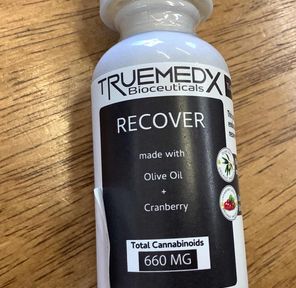 TRUEMEDX
Bioceuticals
RECOVER
made with
Olive Oil
+
Cranberry
Total Cannabinoids
660 MG